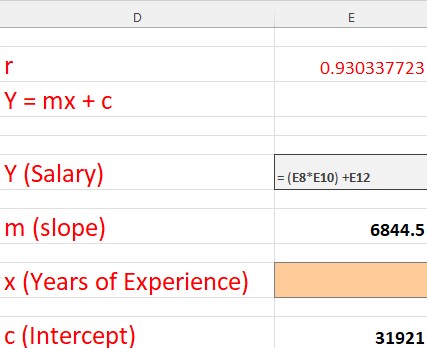 D E
r 0.930337723
Y = mx + c
Y (Salary) = (E8*E10) +E12
m (slope) 6844.5
x (Years of Experience)
c (Intercept) 31921